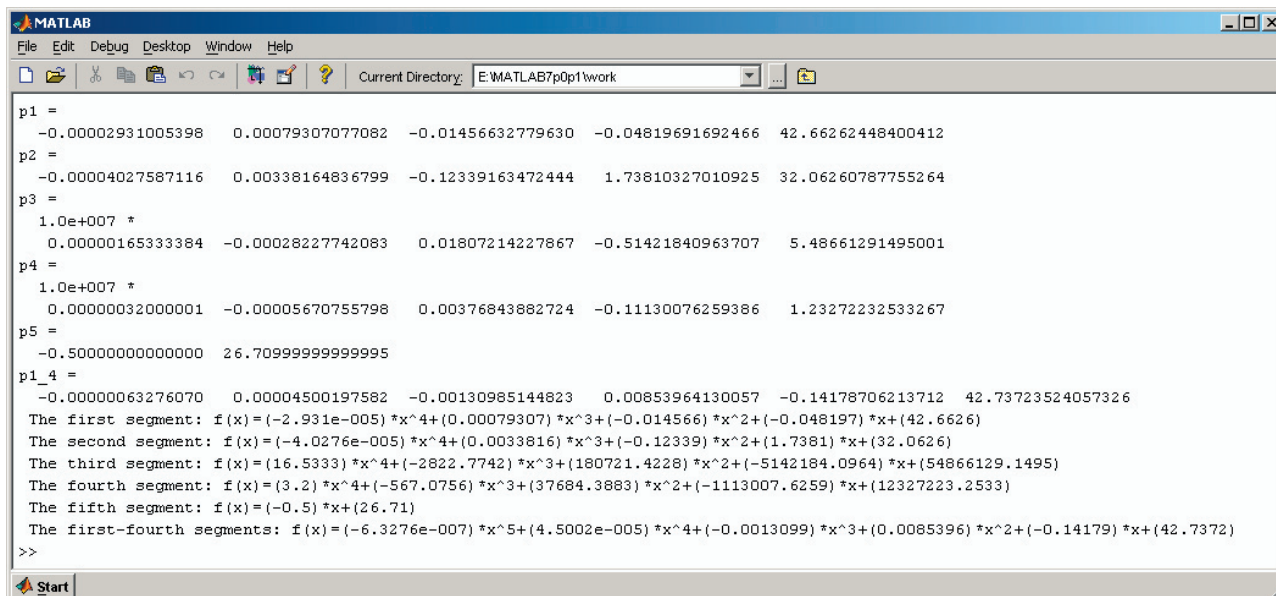 MATLAB
File Edit Debug Desktop Window Help
Current Directory: E:\MATLAB7p0p1\work
p1 =
-0.00002931005398 0.00079307077082 -0.01456632779630 -0.04819691692466 42.66262448400412
p2 =
-0.00004027587116 0.00338164836799 -0.12339163472444 1.73810327010925 32.06260787755264
p3 =
1.0e+007 *
0.00000165333384 -0.00028227742083 0.01807214227867 -0.51421840963707 5.48661291495001
p4 =
1.0e+007 *
0.00000032000001 -0.00005670755798 0.00376843882724 -0.11130076259386 1.23272232533267
p5 =
-0.50000000000000 26.70999999999995
p1_4 =
-0.00000063276070 0.00004500197582 -0.00130985144823 0.00853964130057 -0.14178706213712 42.73723524057326
The first segment: f(x)=(-2.931e-005)*x^4+(0.00079307)*x^3+(-0.014566)*x^2+(-0.048197)*x+(42.6626)
The second segment: f(x)=(-4.0276e-005)*x^4+(0.0033816)*x^3+(-0.12339)*x^2+(1.7381)*x+(32.0626)
The third segment: f(x)=(16.5333)*x^4+(-2822.7742)*x^3+(180721.4228)*x^2+(-5142184.0964)*x+(54866129.1495)
The fourth segment: f(x)=(3.2)*x^4+(-567.0756)*x^3+(37684.3883)*x^2+(-1113007.6259)*x+(12327223.2533)
The fifth segment: f(x)=(-0.5)*x+(26.71)
The first-fourth segments: f(x)=(-6.3276e-007)*x^5+(4.5002e-005)*x^4+(-0.0013099)*x^3+(0.0085396)*x^2+(-0.14179)*x+(42.7372)
>>
Start